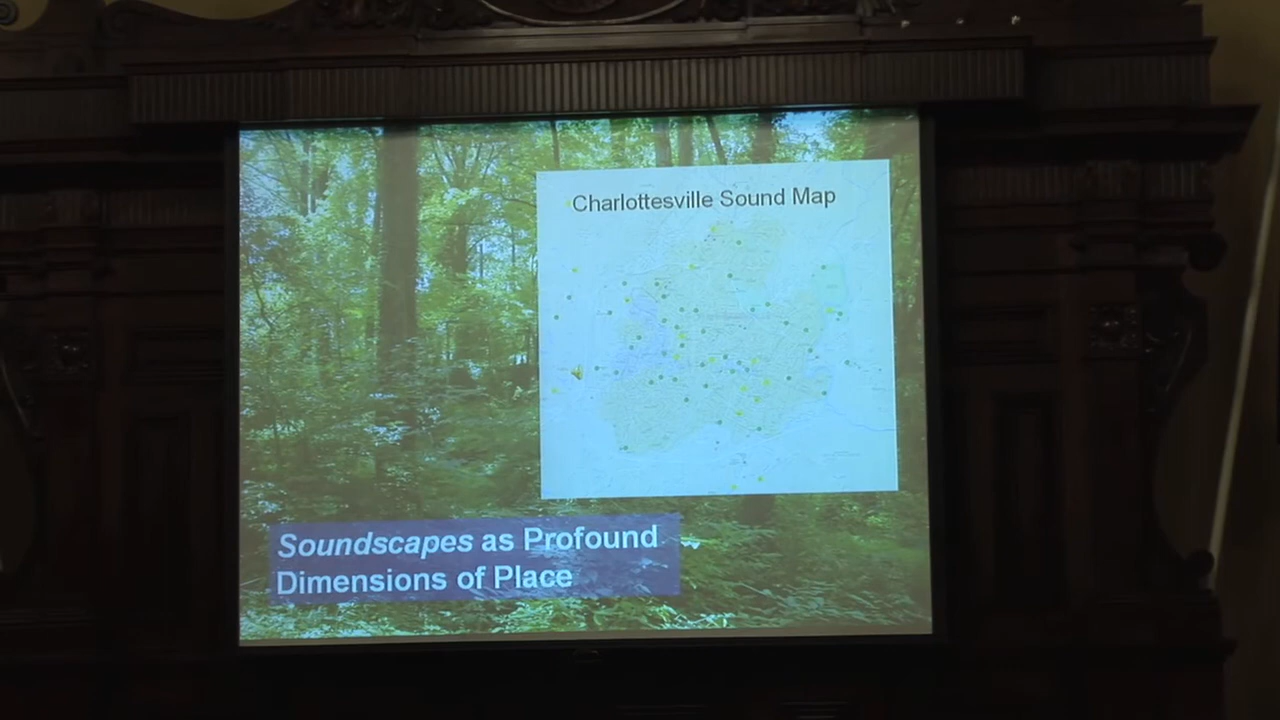 Charlottesville Sound Map
Soundscapes as Profound
Dimensions of Place